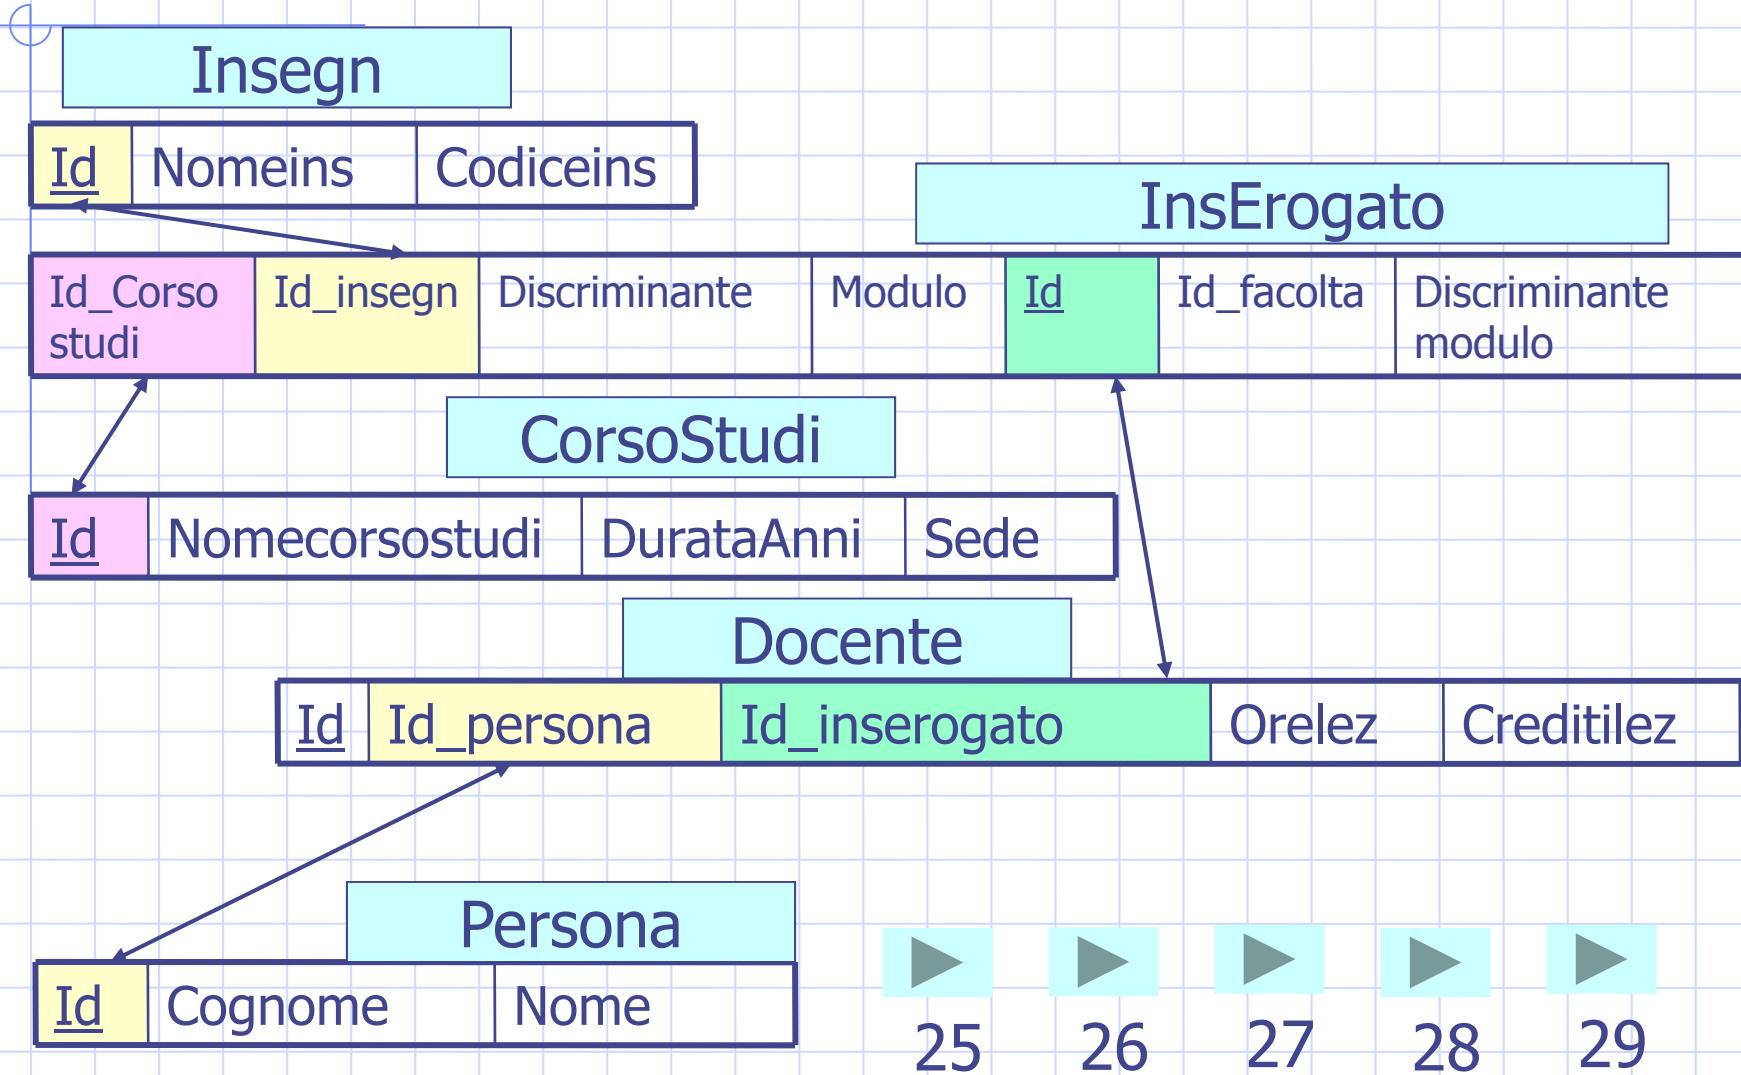 Insegn
Id Nomeins Codiceins
InsErogato
Id_Corso studi Id_insegn Discriminante Modulo Id Id_facolta Discriminante modulo
CorsoStudi
Id Nomecorsostudi DurataAnni Sede
Docente
Id Id_persona Id_inserogato Orelez Creditilez
Persona
Id Cognome Nome
25 26 27 28 29